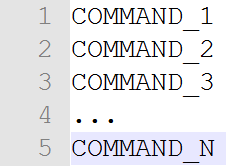 1 COMMAND_1
2 COMMAND_2
3 COMMAND_3
4 ...
5 COMMAND_N